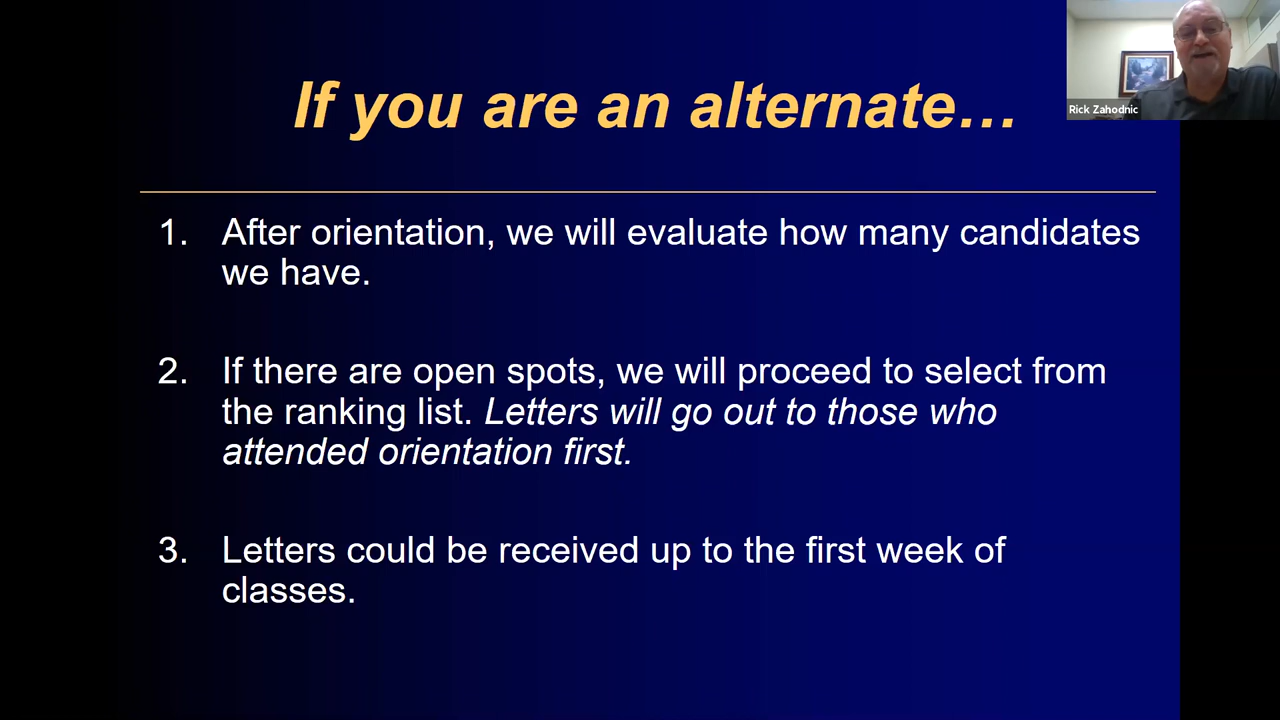 If you are an alternate…
Rick Zahodnic
1. After orientation, we will evaluate how many candidates
we have.
2. If there are open spots, we will proceed to select from
the ranking list. Letters will go out to those who
attended orientation first.
3. Letters could be received up to the first week of
classes.